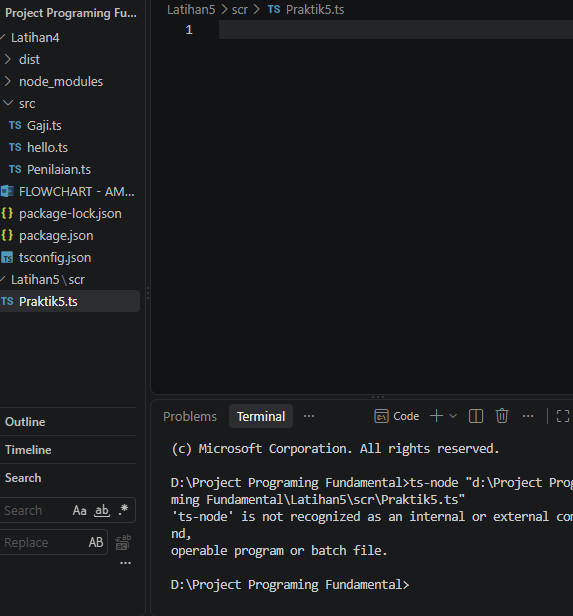 Project Programing Fu...
Latihan4
dist
node_modules
src
TS Gaji.ts
TS hello.ts
TS Penilaian.ts
FLOWCHART - AM...
{} package-lock.json
{} package.json
TS tsconfig.json
Latihan5\scr
TS Praktik5.ts
Outline
Timeline
Search
Search Aa ab .*
Replace AB
...
Latihan5 > scr > TS Praktik5.ts
1
Problems Terminal ... Code
(c) Microsoft Corporation. All rights reserved.
D:\Project Programing Fundamental>ts-node "d:\Project Prog
ming Fundamental\Latihan5\scr\Praktik5.ts"
'ts-node' is not recognized as an internal or external com
nd,
operable program or batch file.
D:\Project Programing Fundamental>